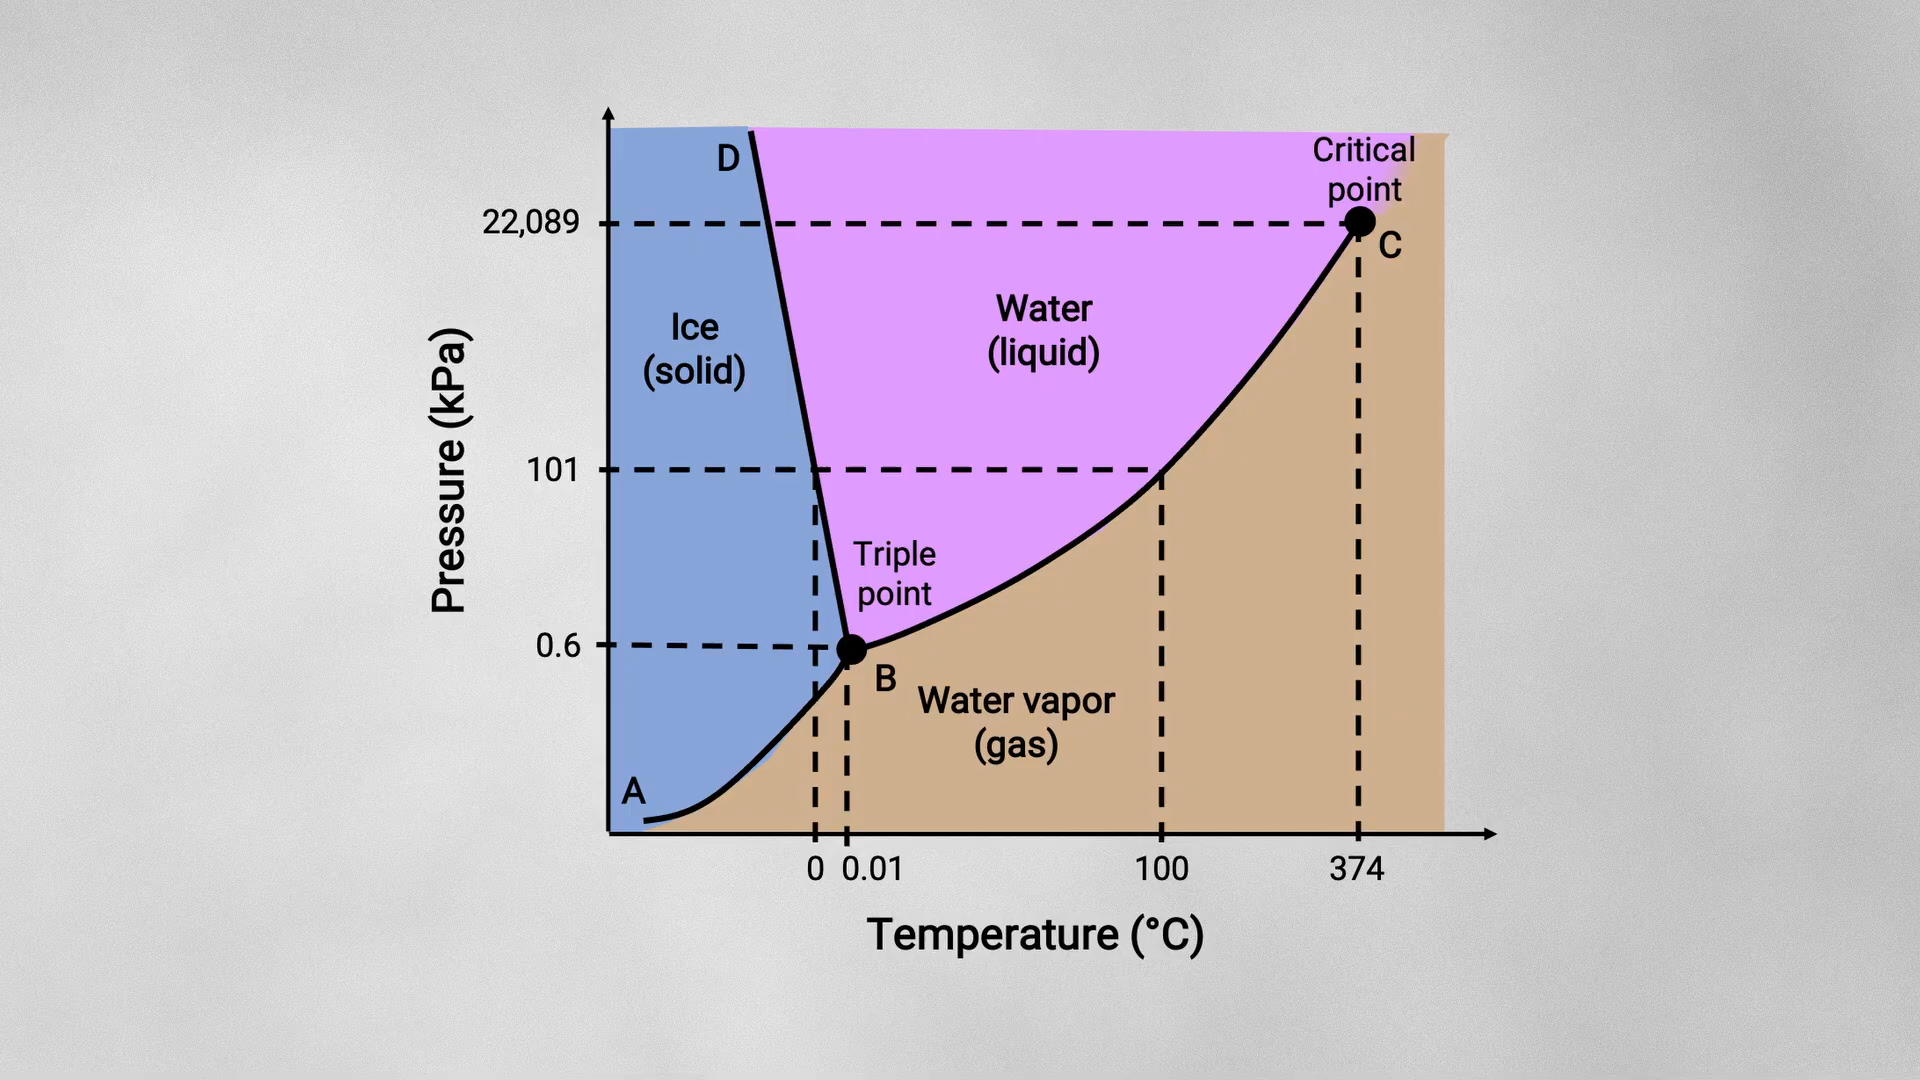 D
Critical
point
22,089
C
Ice
(solid)
Water
(liquid)
Pressure (kPa)
101
Triple
point
0.6
B
Water vapor
(gas)
A
0
0.01
100
374
Temperature (°C)